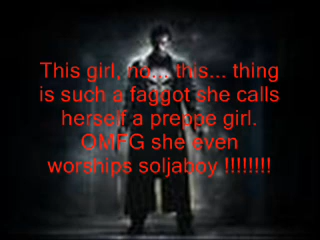 This girl, no... this... thing
is such a faggot she calls
herself a preppe girl.
OMFG she even
worships soljaboy !!!!!!!!